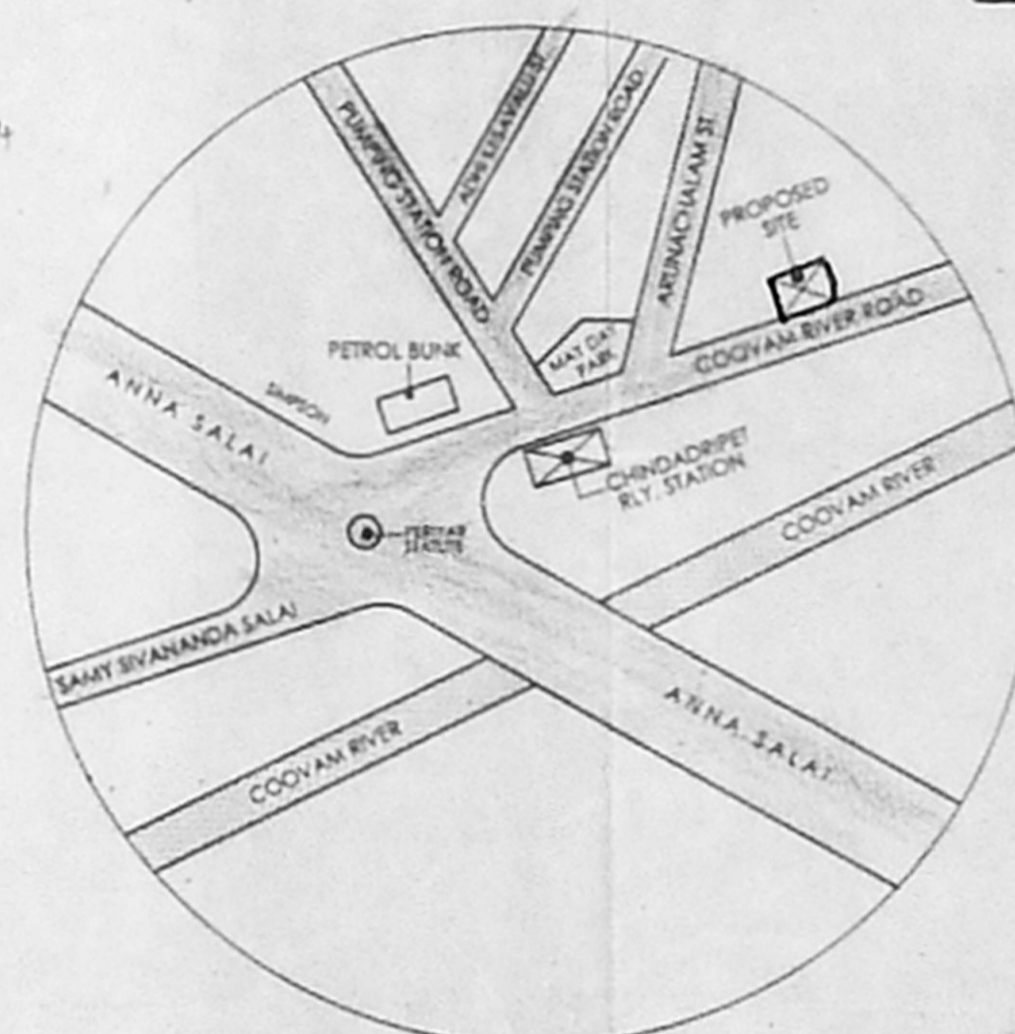 PUMPING STATION ROAD
PUMPING STATION ROAD
ARUNACHALAM ST.
PROPOSED
SITE
COOVAM RIVER ROAD
MAY DAY
PARK
PETROL BUNK
SIMPSON
ANNA SALAI
CHINDADRIPET
RLY. STATION
COOVAM RIVER
PERIYAR
STATUTE
SAMY SIVANANDA SALAI
COOVAM RIVER
ANNA SALAI